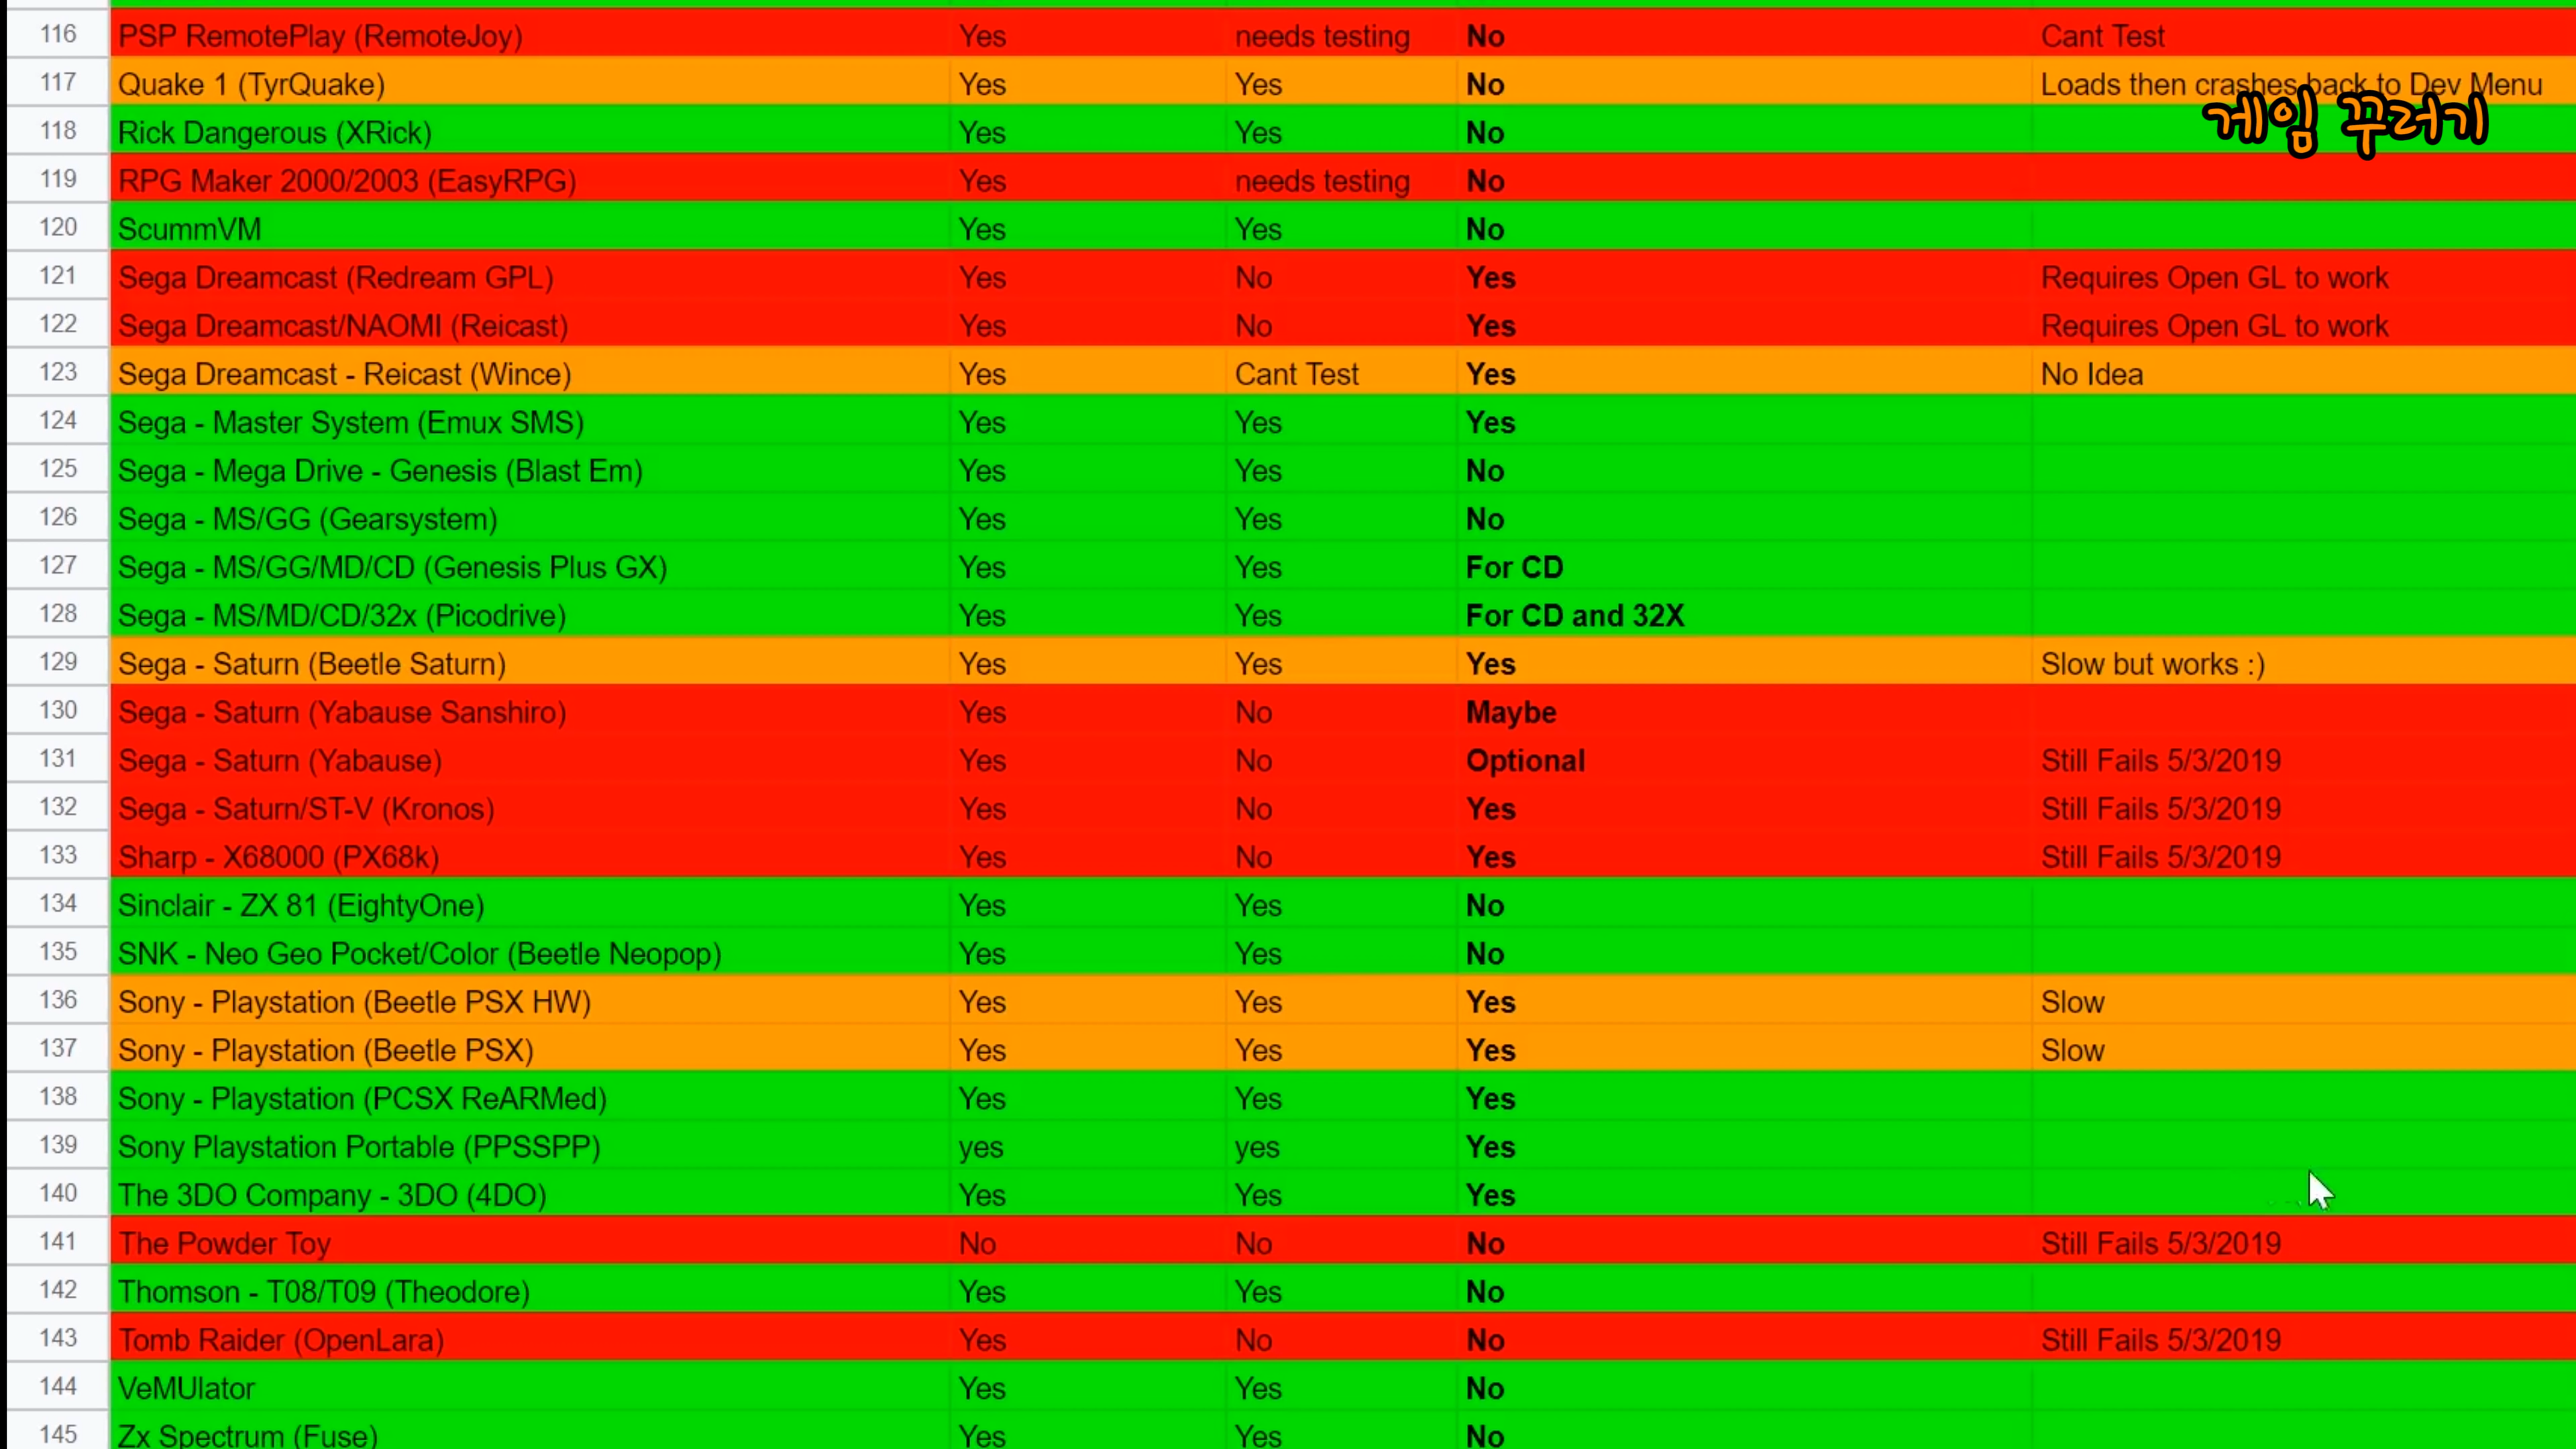 116 PSP RemotePlay (RemoteJoy) Yes needs testing No Cant Test
117 Quake 1 (TyrQuake) Yes Yes No Loads then crashes back to Dev Menu
게임 꾸러기
118 Rick Dangerous (XRick) Yes Yes No
119 RPG Maker 2000/2003 (EasyRPG) Yes needs testing No
120 ScummVM Yes Yes No
121 Sega Dreamcast (Redream GPL) Yes No Yes Requires Open GL to work
122 Sega Dreamcast/NAOMI (Reicast) Yes No Yes Requires Open GL to work
123 Sega Dreamcast - Reicast (Wince) Yes Cant Test Yes No Idea
124 Sega - Master System (Emux SMS) Yes Yes Yes
125 Sega - Mega Drive - Genesis (Blast Em) Yes Yes No
126 Sega - MS/GG (Gearsystem) Yes Yes No
127 Sega - MS/GG/MD/CD (Genesis Plus GX) Yes Yes For CD
128 Sega - MS/MD/CD/32x (Picodrive) Yes Yes For CD and 32X
129 Sega - Saturn (Beetle Saturn) Yes Yes Yes Slow but works :)
130 Sega - Saturn (Yabause Sanshiro) Yes No Maybe
131 Sega - Saturn (Yabause) Yes No Optional Still Fails 5/3/2019
132 Sega - Saturn/ST-V (Kronos) Yes No Yes Still Fails 5/3/2019
133 Sharp - X68000 (PX68k) Yes No Yes Still Fails 5/3/2019
134 Sinclair - ZX 81 (EightyOne) Yes Yes No
135 SNK - Neo Geo Pocket/Color (Beetle Neopop) Yes Yes No
136 Sony - Playstation (Beetle PSX HW) Yes Yes Yes Slow
137 Sony - Playstation (Beetle PSX) Yes Yes Yes Slow
138 Sony - Playstation (PCSX ReARMed) Yes Yes Yes
139 Sony Playstation Portable (PPSSPP) yes yes Yes
140 The 3DO Company - 3DO (4DO) Yes Yes Yes
141 The Powder Toy No No No Still Fails 5/3/2019
142 Thomson - T08/T09 (Theodore) Yes Yes No
143 Tomb Raider (OpenLara) Yes No No Still Fails 5/3/2019
144 VeMUlator Yes Yes No
145 Zx Spectrum (Fuse) Yes Yes No